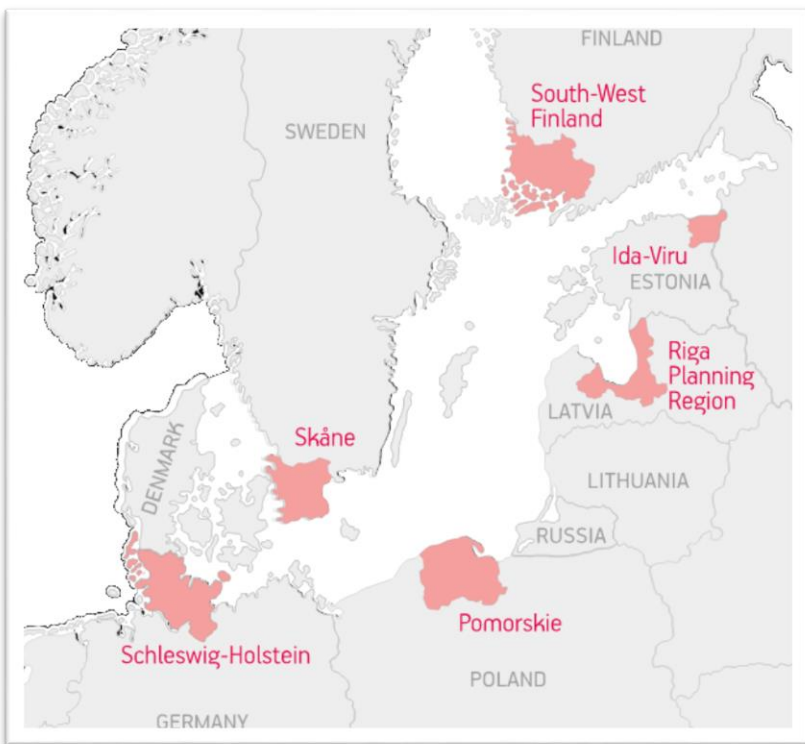 FINLAND
South-West
Finland
SWEDEN
Ida-Viru
ESTONIA
Riga
Planning
Region
LATVIA
Skåne
DENMARK
LITHUANIA
RUSSIA
Pomorskie
Schleswig-Holstein
POLAND
GERMANY